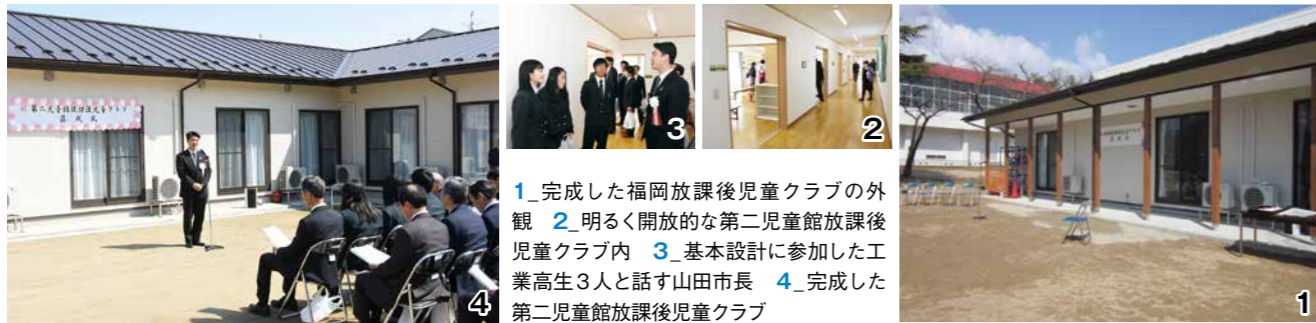 第二児童館放課後児童クラブ
落成式
4
3
2
1_完成した福岡放課後児童クラブの外
観 2_明るく開放的な第二児童館放課後
児童クラブ内 3_基本設計に参加した工
業高生3人と話す山田市長 4_完成した
第二児童館放課後児童クラブ
1